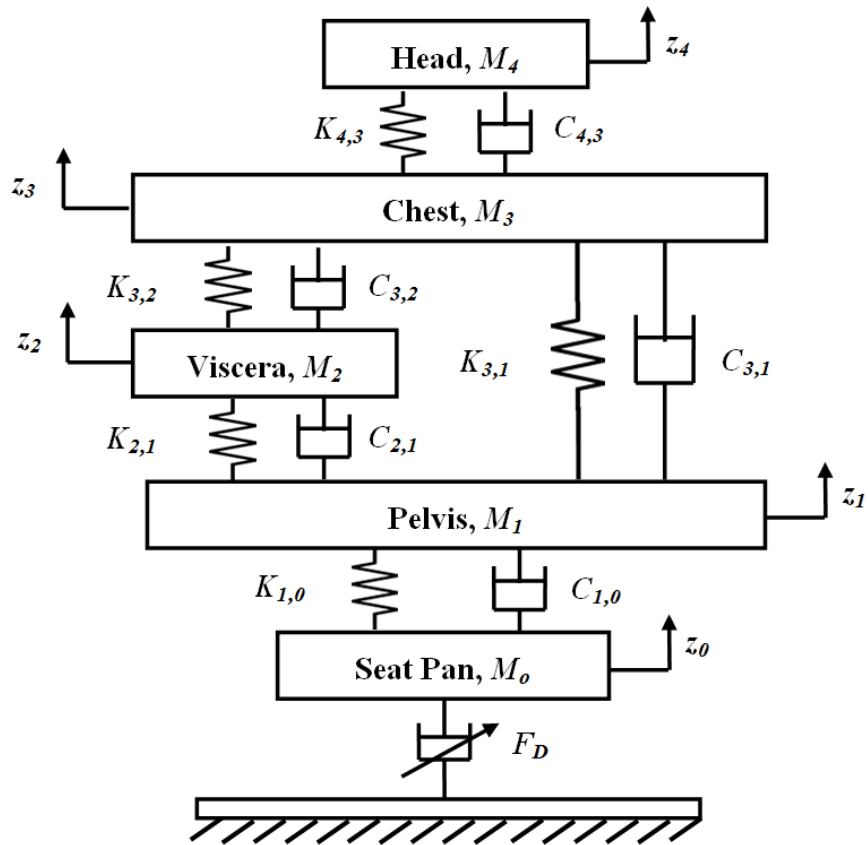 Head, M4
z4
K4,3
C4,3
z3
Chest, M3
K3,2
C3,2
z2
Viscera, M2
K3,1
C3,1
K2,1
C2,1
Pelvis, M1
z1
K1,0
C1,0
Seat Pan, Mo
z0
FD